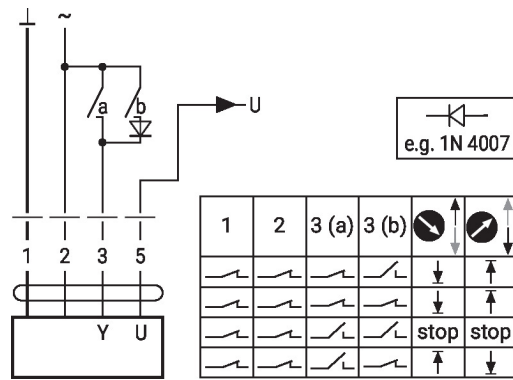 ⊥ ~
a b
U
e.g. 1N 4007
1 2 3 (a) 3 (b)
1 2 3 5
Y U
stop stop